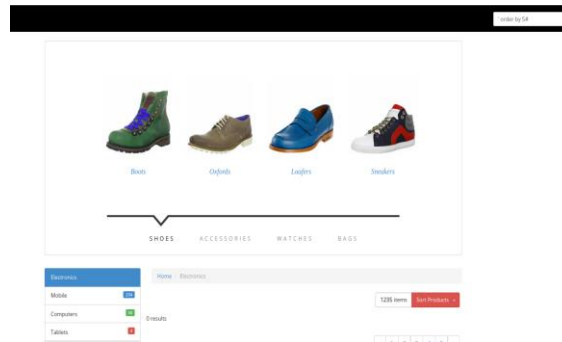 ' order by 5#
Boots Oxfords Loafers Sneakers
SHOES ACCESSORIES WATCHES BAGS
Electronics
Home / Electronics
Mobile
Computers
Tablets
1235 items Sort Products
0 results